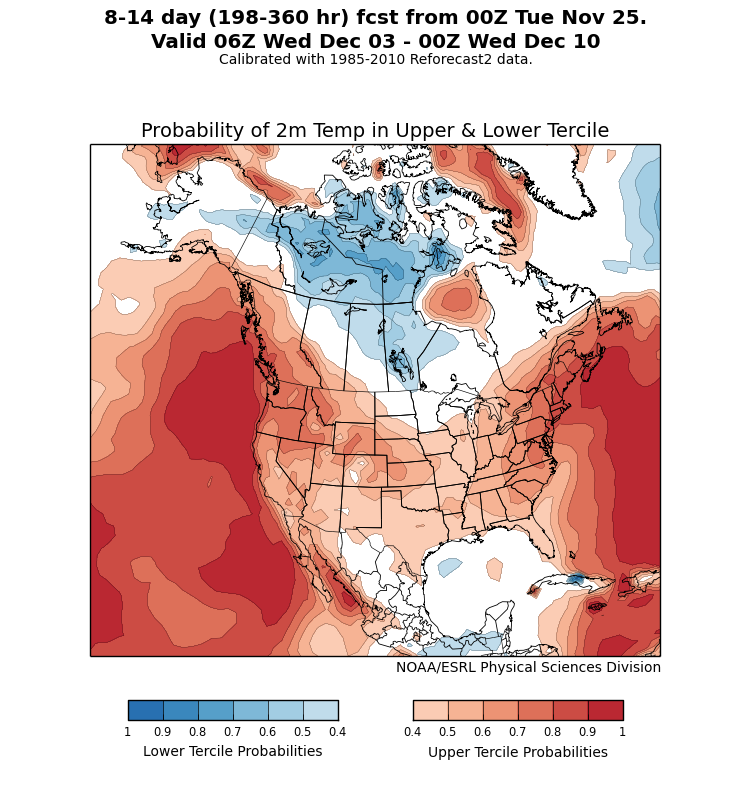 8-14 day (198-360 hr) fcst from 00Z Tue Nov 25.
Valid 06Z Wed Dec 03 - 00Z Wed Dec 10
Calibrated with 1985-2010 Reforecast2 data.
Probability of 2m Temp in Upper & Lower Tercile
NOAA/ESRL Physical Sciences Division
1 0.9 0.8 0.7 0.6 0.5 0.4
Lower Tercile Probabilities
0.4 0.5 0.6 0.7 0.8 0.9 1
Upper Tercile Probabilities